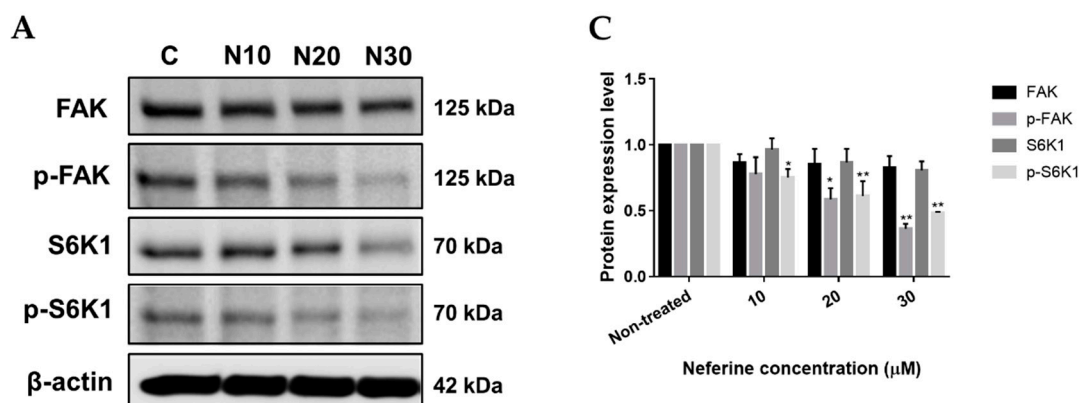 A
C N10 N20 N30
FAK 125 kDa
p-FAK 125 kDa
S6K1 70 kDa
p-S6K1 70 kDa
β-actin 42 kDa
C
Protein expression level
1.5
1.0
0.5
0.0
* * ** ** **
Non-treated 10 20 30
Neferine concentration (μM)
FAK
p-FAK
S6K1
p-S6K1